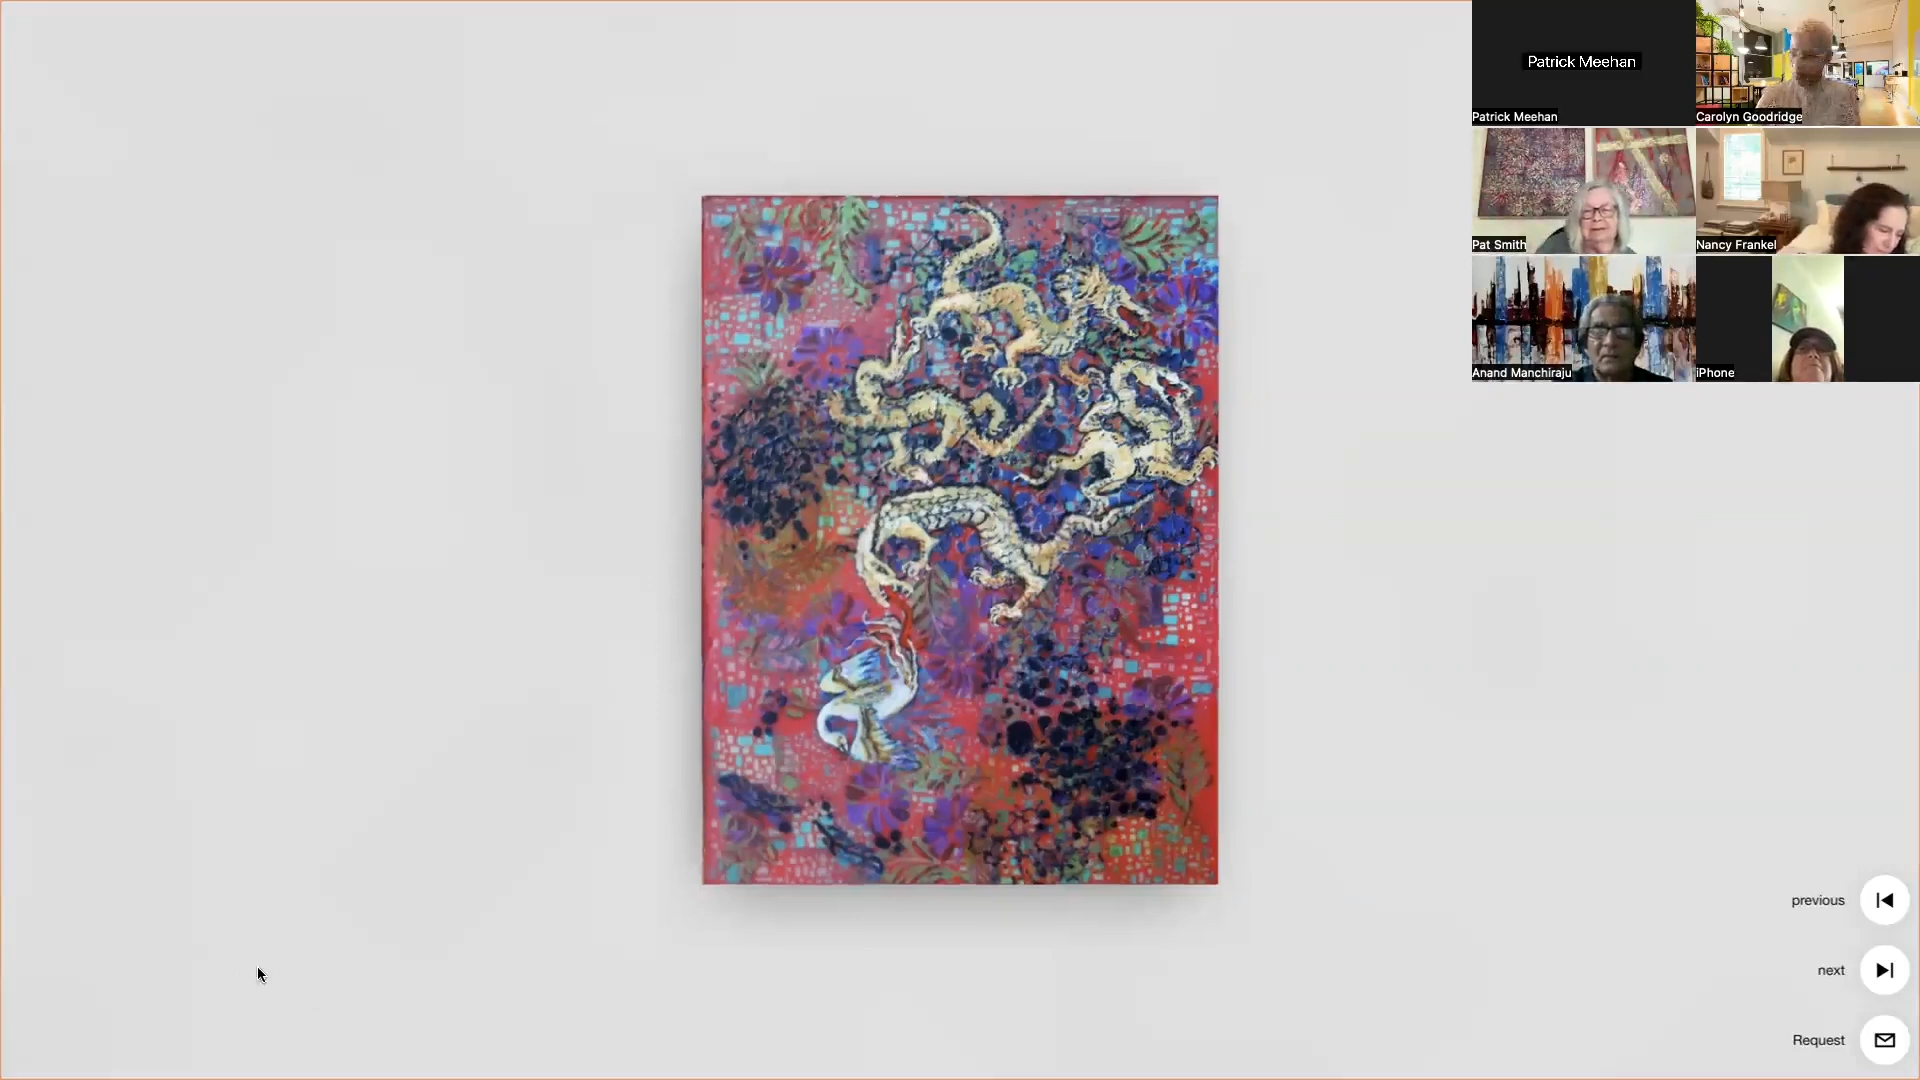 Patrick Meehan
Patrick Meehan
Carolyn Goodridge
Pat Smith
Nancy Frankel
Anand Manchiraju
iPhone
previous
next
Request